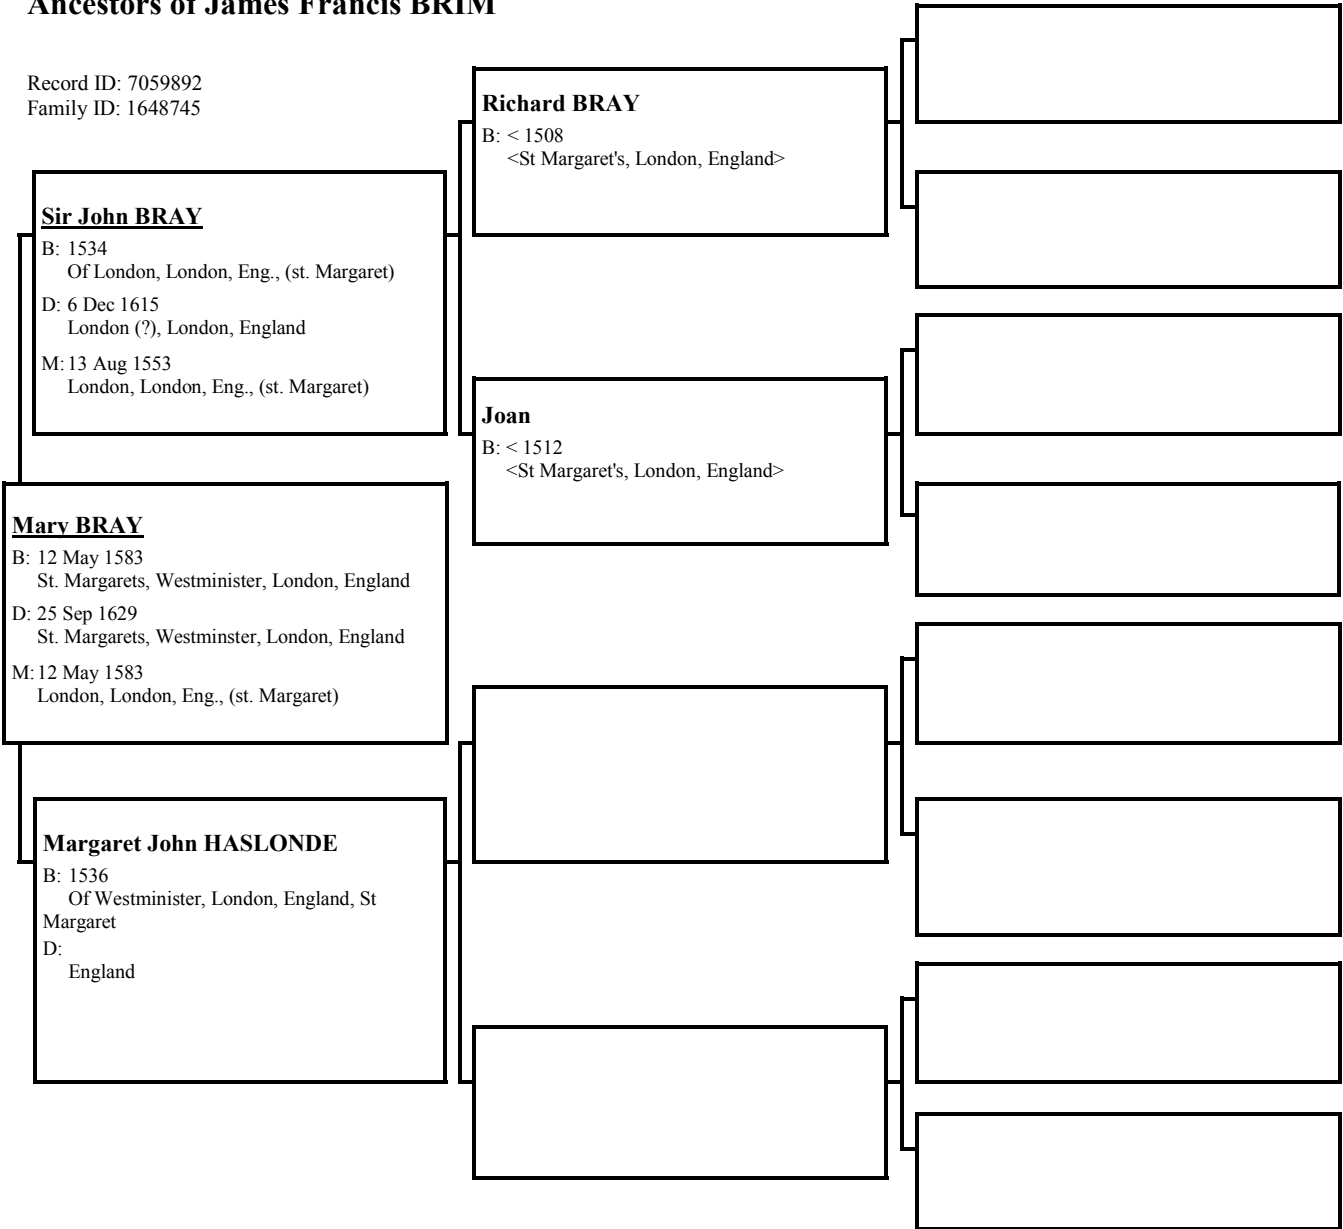 Ancestors of James Francis BRIM
Record ID: 7059892
Family ID: 1648745
Richard BRAY
B: < 1508
<St Margaret's, London, England>
Sir John BRAY
B: 1534
Of London, London, Eng., (st. Margaret)
D: 6 Dec 1615
London (?), London, England
M: 13 Aug 1553
London, London, Eng., (st. Margaret)
Joan
B: < 1512
<St Margaret's, London, England>
Mary BRAY
B: 12 May 1583
St. Margarets, Westminister, London, England
D: 25 Sep 1629
St. Margarets, Westminster, London, England
M: 12 May 1583
London, London, Eng., (st. Margaret)
Margaret John HASLONDE
B: 1536
Of Westminister, London, England, St
Margaret
D:
England